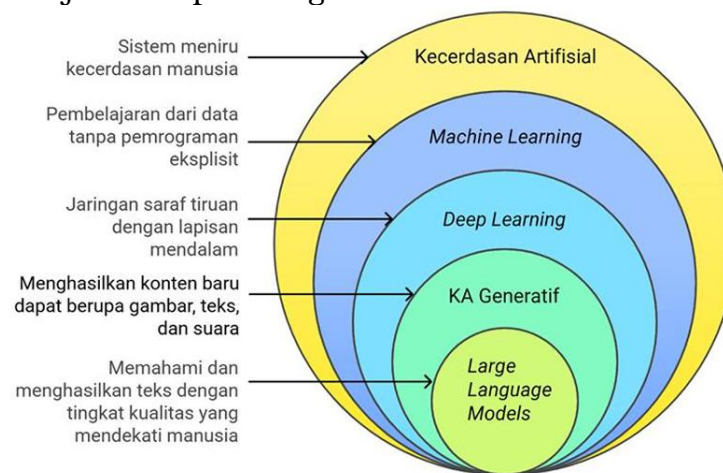 Sistem meniru
kecerdasan manusia
Kecerdasan Artifisial
Pembelajaran dari data
tanpa pemrograman
eksplisit
Machine Learning
Jaringan saraf tiruan
dengan lapisan
mendalam
Deep Learning
Menghasilkan konten baru
dapat berupa gambar, teks,
dan suara
KA Generatif
Memahami dan
menghasilkan teks dengan
tingkat kualitas yang
mendekati manusia
Large
Language
Models